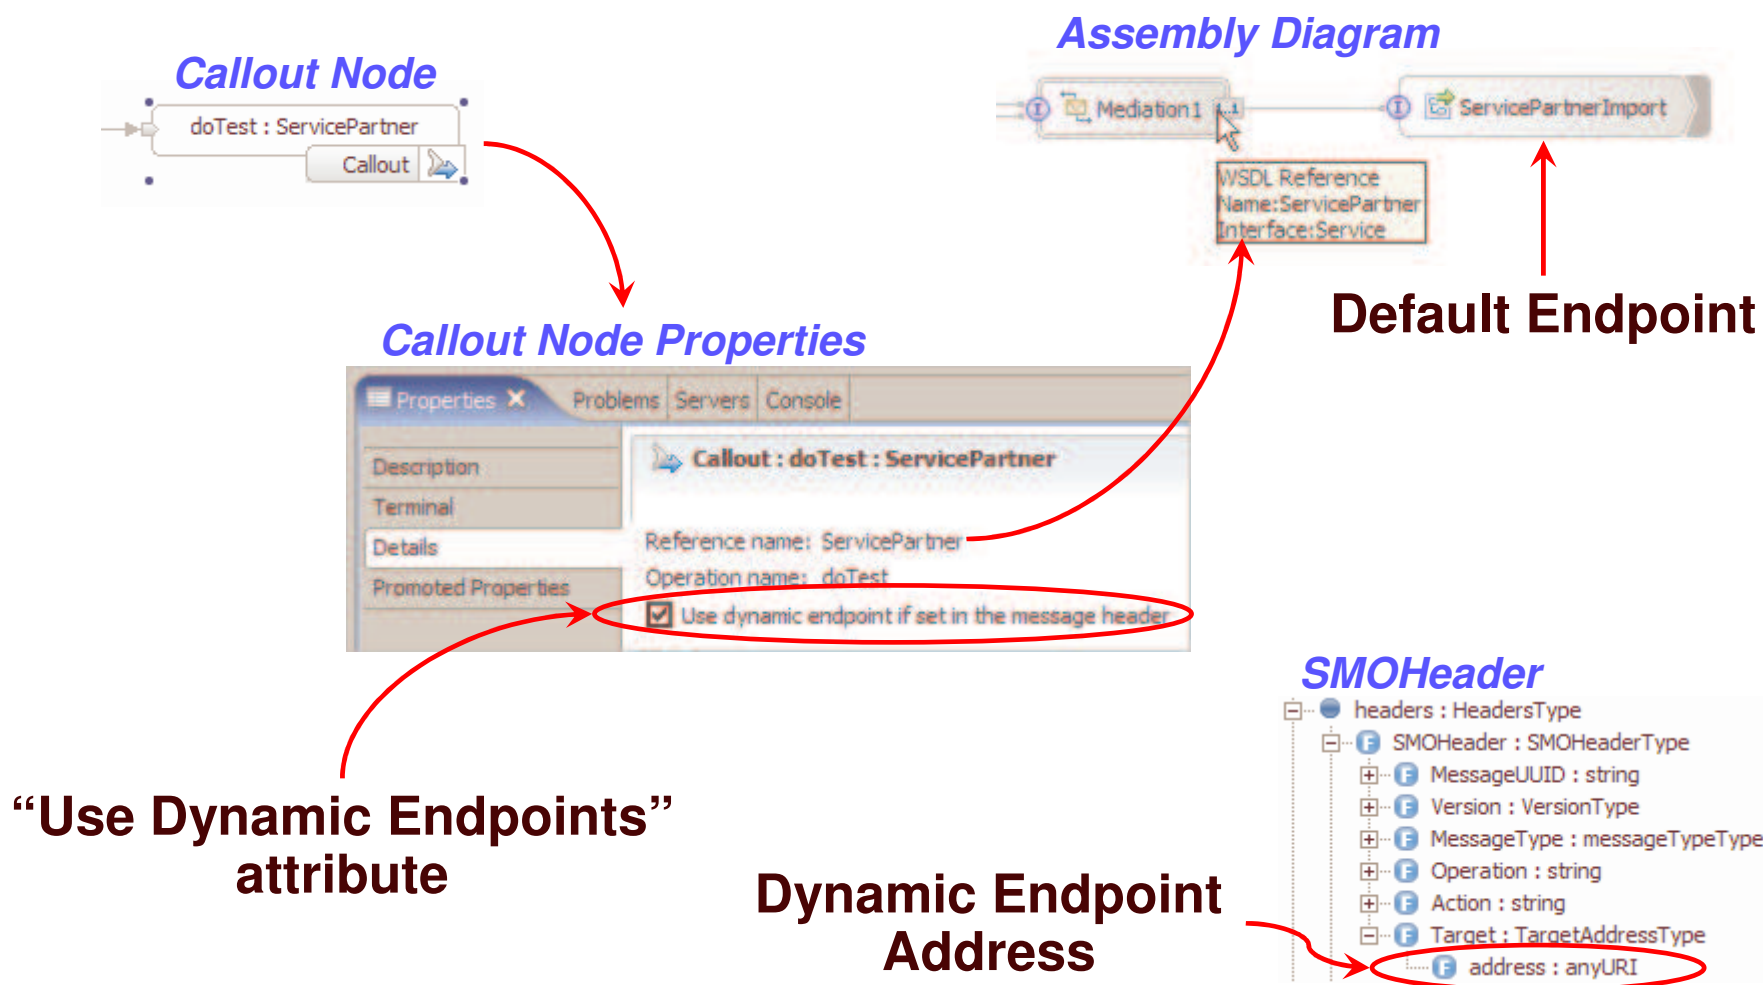 Callout Node
doTest : ServicePartner
Callout
Assembly Diagram
Mediation1
1..1
ServicePartnerImport
WSDL Reference
Name:ServicePartner
Interface:Service
Default Endpoint
Callout Node Properties
Properties
Problems
Servers
Console
Description
Terminal
Details
Promoted Properties
Callout : doTest : ServicePartner
Reference name: ServicePartner
Operation name: doTest
Use dynamic endpoint if set in the message header
“Use Dynamic Endpoints”
attribute
Dynamic Endpoint
Address
SMOHeader
headers : HeadersType
SMOHeader : SMOHeaderType
MessageUUID : string
Version : VersionType
MessageType : messageTypeType
Operation : string
Action : string
Target : TargetAddressType
address : anyURI